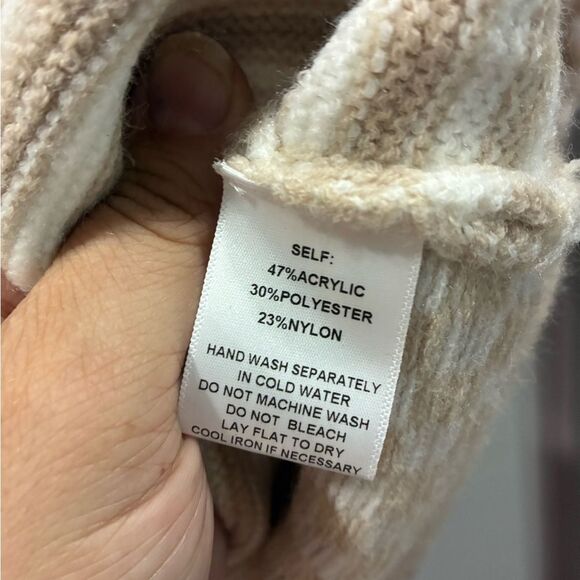 SELF:
47%ACRYLIC
30%POLYESTER
23%NYLON
HAND WASH SEPARATELY
IN COLD WATER
DO NOT MACHINE WASH
DO NOT BLEACH
LAY FLAT TO DRY
COOL IRON IF NECESSARY